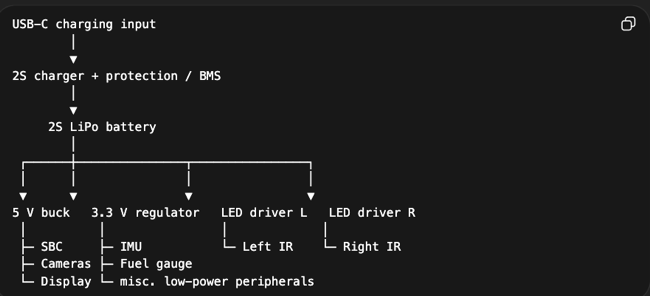 USB-C charging input
2S charger + protection / BMS
2S LiPo battery
5 V buck 3.3 V regulator LED driver L LED driver R
SBC IMU Left IR Right IR
Cameras Fuel gauge
Display misc. low-power peripherals